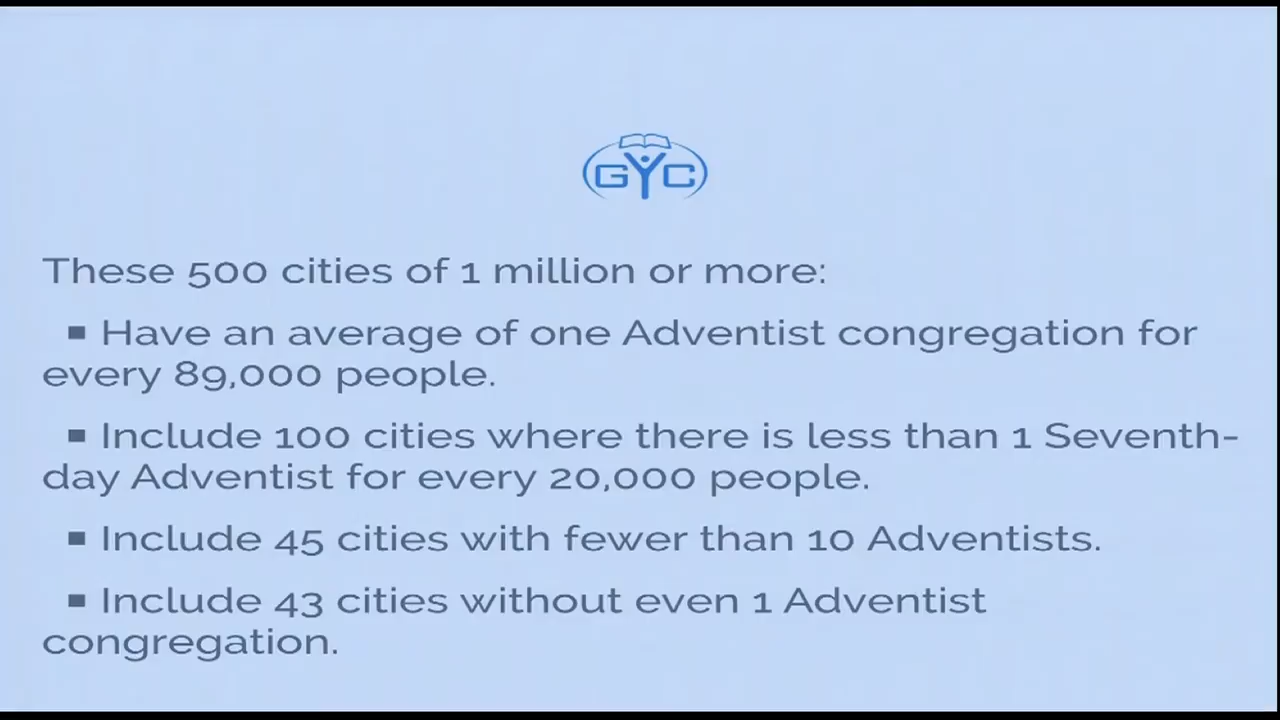 GYC
These 500 cities of 1 million or more:
▪ Have an average of one Adventist congregation for
every 89,000 people.
▪ Include 100 cities where there is less than 1 Seventh-
day Adventist for every 20,000 people.
▪ Include 45 cities with fewer than 10 Adventists.
▪ Include 43 cities without even 1 Adventist
congregation.